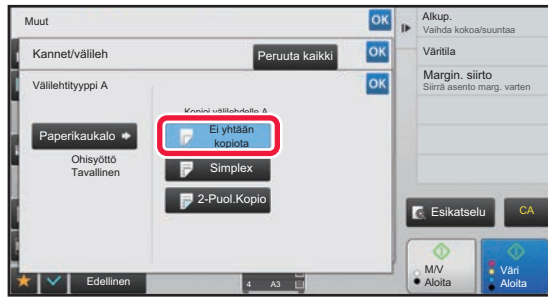 Muut
OK
Kannet/välileh
Peruuta kaikki
OK
Välilehtityyppi A
OK
Kopioi välilehdelle A
Paperikaukalo
Ohisyöttö
Tavallinen
Ei yhtään
kopiota
Simplex
2-Puol.Kopio
Edellinen
4 A3
Alkup.
Vaihda kokoa/suuntaa
Väritila
Margin. siirto
Siirrä asento marg. varten
Esikatselu
CA
M/V
Aloita
Väri
Aloita